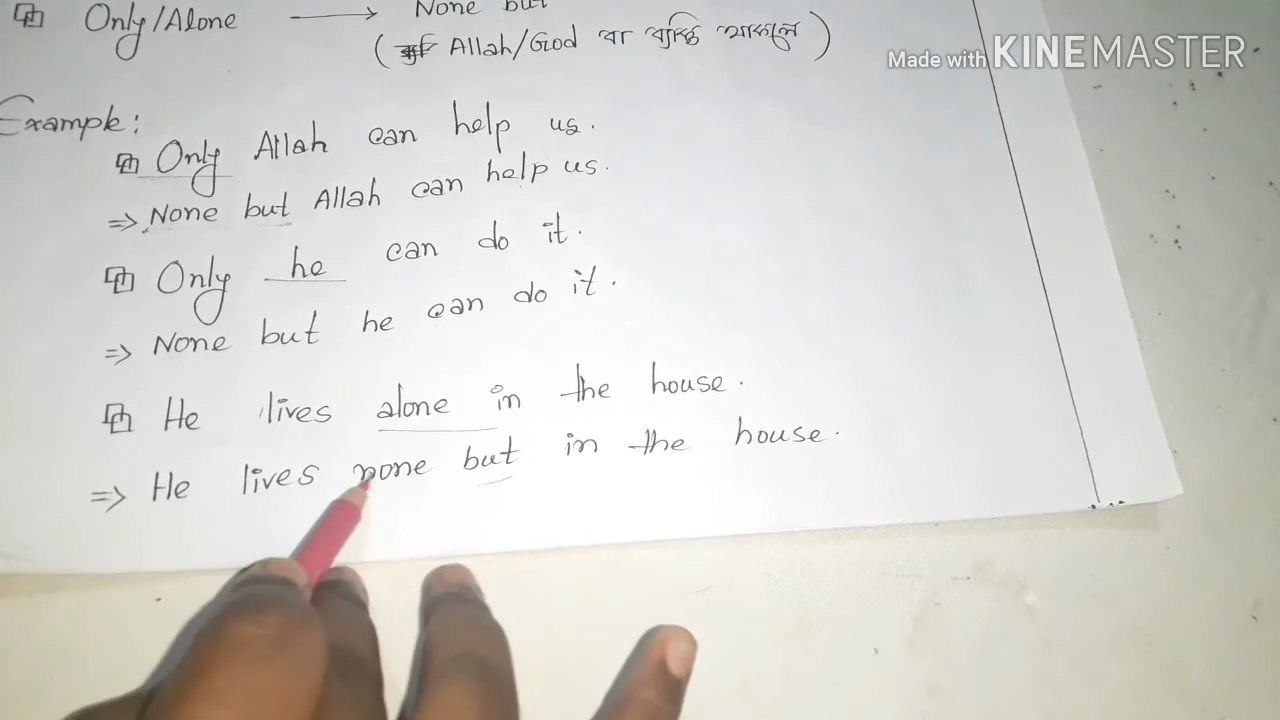 Only/Alone → None but
( Allah/God বা ব্যক্তি থাকলে )
Made with KINEMASTER
Example:
Only Allah can help us.
⇒ None but Allah can help us.
Only he can do it.
⇒ None but he can do it.
He lives alone in the house.
⇒ He lives none but in the house.